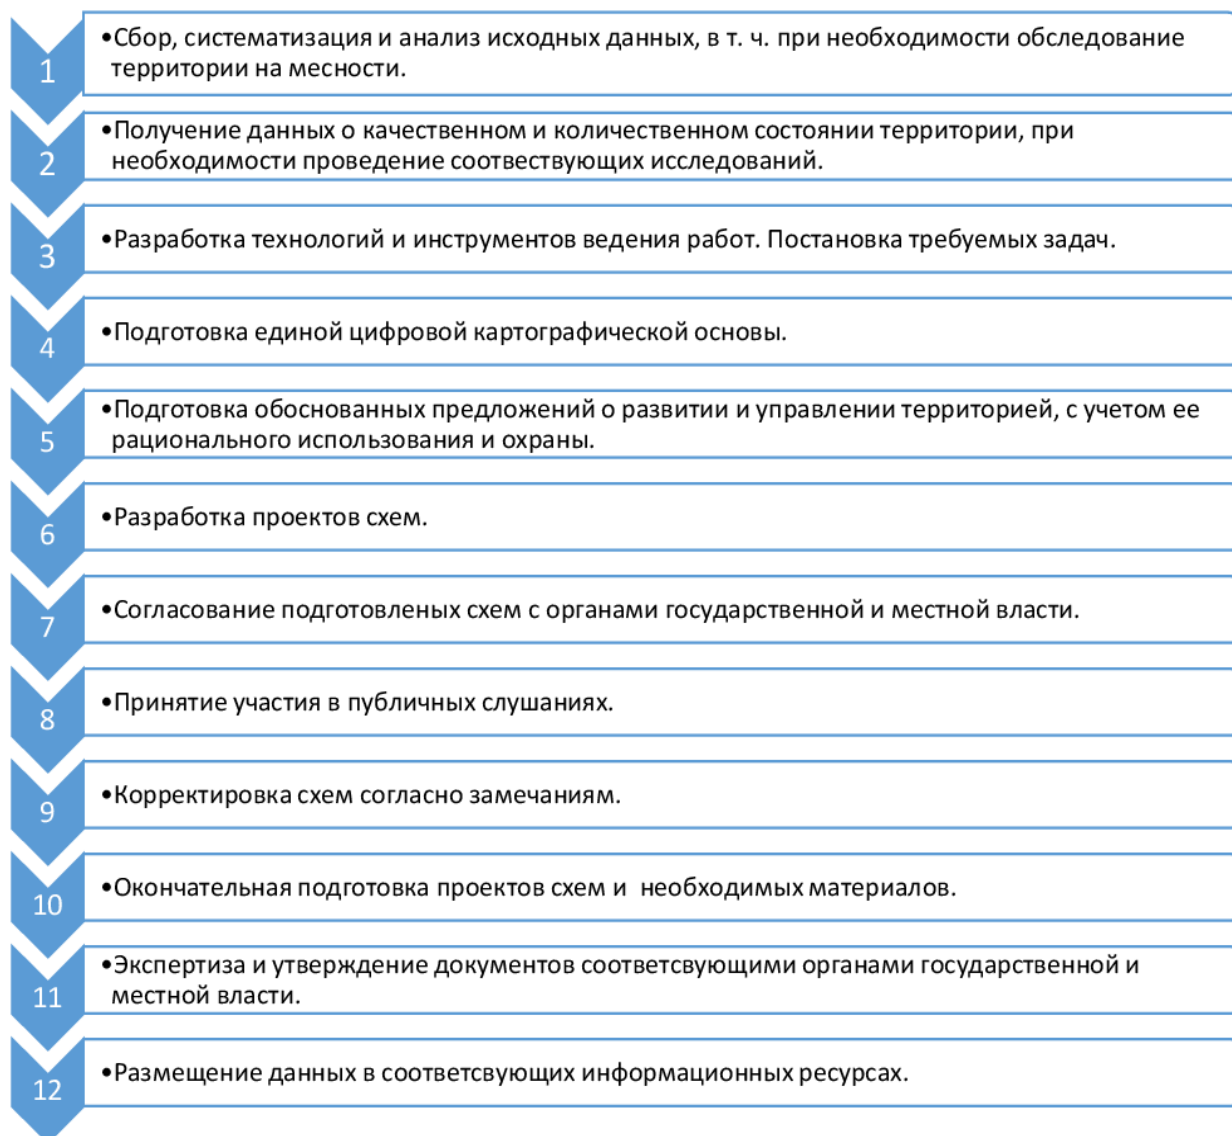 1
•Сбор, систематизация и анализ исходных данных, в т. ч. при необходимости обследование
территории на месности.
2
•Получение данных о качественном и количественном состоянии территории, при
необходимости проведение соотвествующих исследований.
3
•Разработка технологий и инструментов ведения работ. Постановка требуемых задач.
4
•Подготовка единой цифровой картографической основы.
5
•Подготовка обоснованных предложений о развитии и управлении территорией, с учетом ее
рационального использования и охраны.
6
•Разработка проектов схем.
7
•Согласование подготовленых схем с органами государственной и местной власти.
8
•Принятие участия в публичных слушаниях.
9
•Корректировка схем согласно замечаниям.
10
•Окончательная подготовка проектов схем и необходимых материалов.
11
•Экспертиза и утверждение документов соответсвующими органами государственной и
местной власти.
12
•Размещение данных в соответсвующих информационных ресурсах.